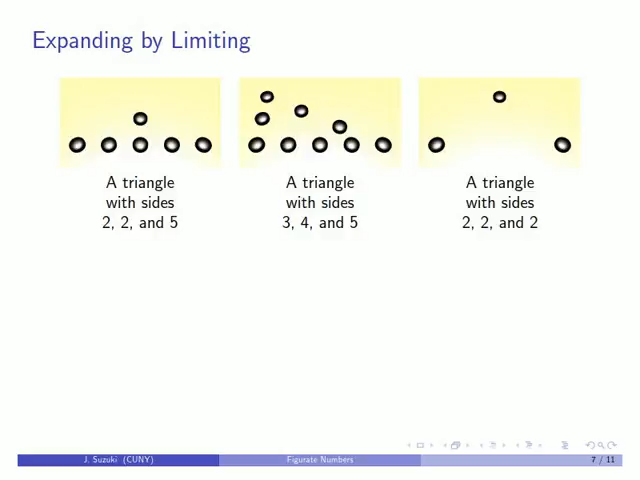 Expanding by Limiting
A triangle
with sides
2, 2, and 5
A triangle
with sides
3, 4, and 5
A triangle
with sides
2, 2, and 2
J. Suzuki (CUNY)
Figurate Numbers
7 / 11